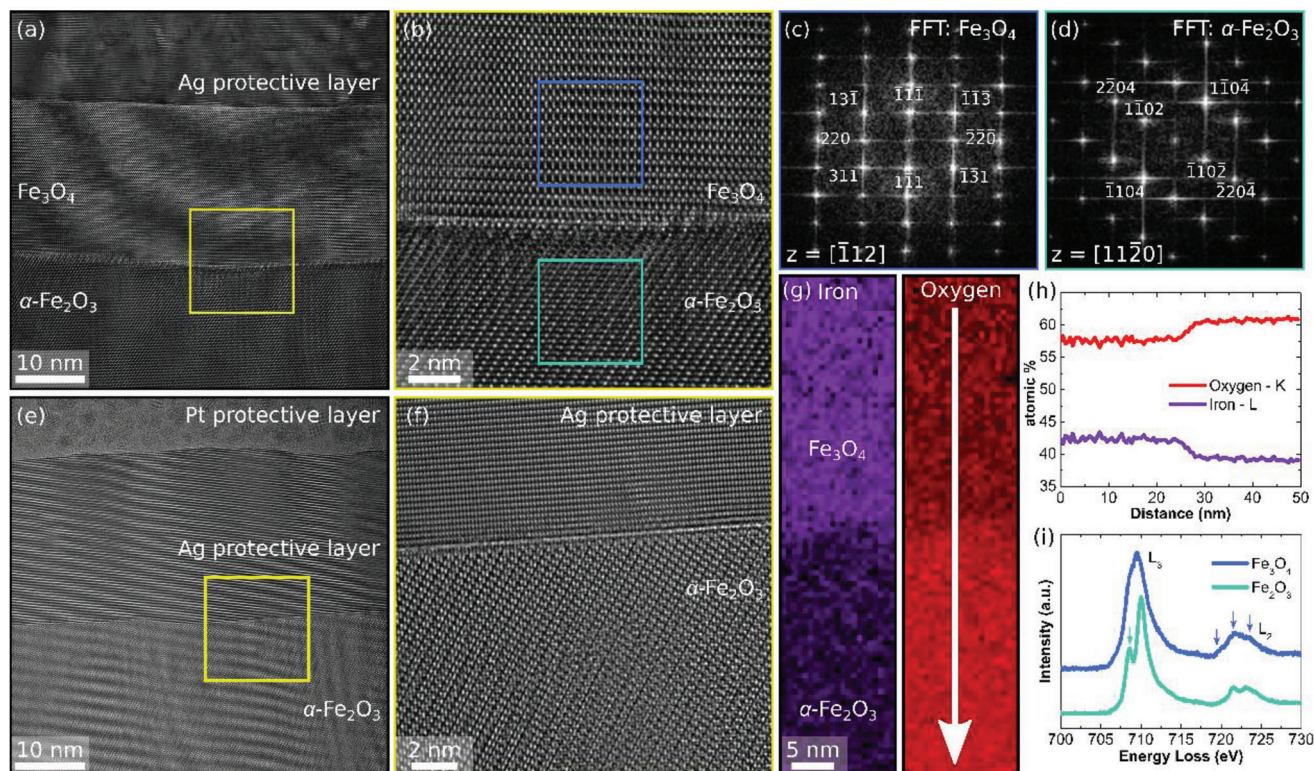 (a)
Ag protective layer
Fe₃O₄
α-Fe₂O₃
10 nm
(b)
Fe₃O₄
α-Fe₂O₃
2 nm
(c)
FFT: Fe₃O₄
131̅
1̅11̅
1̅1̅3̅
220
2̅2̅0
311
11̅1
1̅3̅1
z = [1̅12]
(d)
FFT: α-Fe₂O₃
22̅04
11̅04̅
11̅02
1̅102̅
1̅104
2̅204̅
z = [112̅0]
(e)
Pt protective layer
Ag protective layer
α-Fe₂O₃
10 nm
(f)
Ag protective layer
α-Fe₂O₃
2 nm
(g) Iron
Oxygen
Fe₃O₄
α-Fe₂O₃
5 nm
(h)
atomic %
60
55
50
45
40
35
Oxygen - K
Iron - L
0 10 20 30 40 50
Distance (nm)
(i)
Intensity (a.u.)
L₃
L₂
Fe₃O₄
Fe₂O₃
700 705 710 715 720 725 730
Energy Loss (eV)